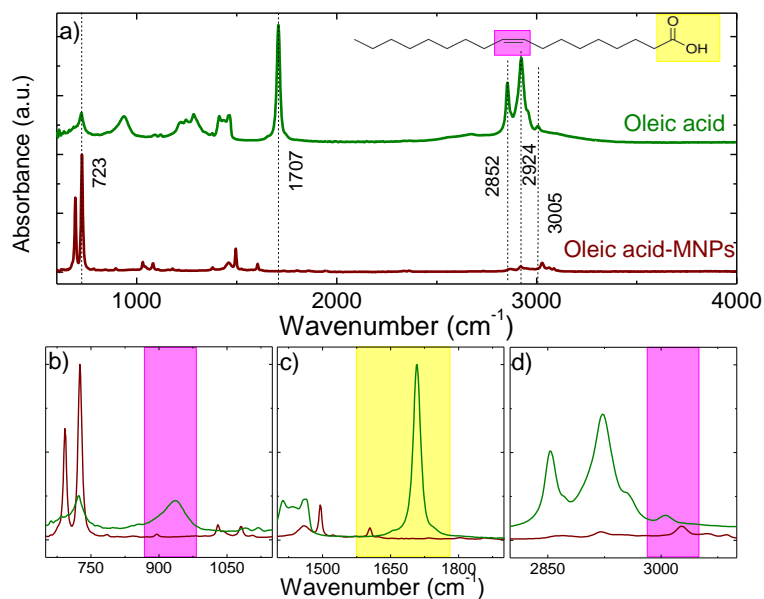 a)
O
OH
Oleic acid
723
1707
2852
2924
3005
Oleic acid-MNPs
Absorbance (a.u.)
1000 2000 3000 4000
Wavenumber (cm⁻¹)
b) c) d)
750 900 1050 1500 1650 1800 2850 3000
Wavenumber (cm⁻¹)